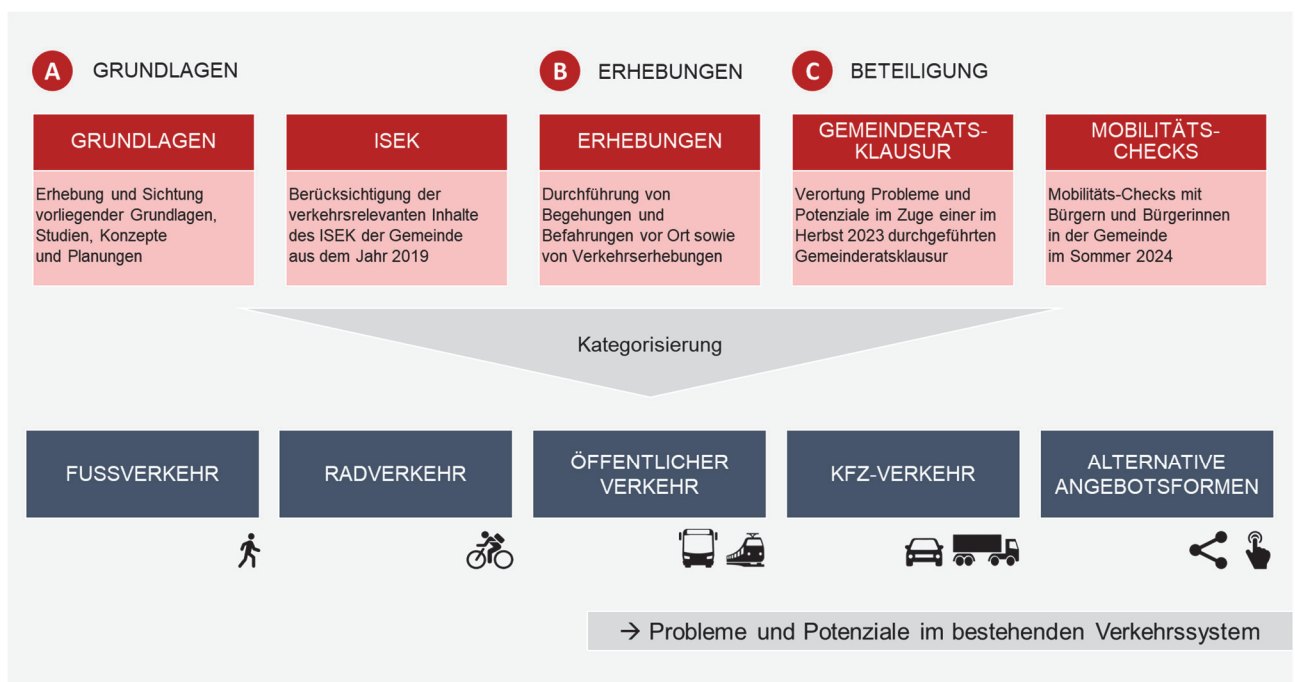 A GRUNDLAGEN
B ERHEBUNGEN
C BETEILIGUNG
GRUNDLAGEN
Erhebung und Sichtung
vorliegender Grundlagen,
Studien, Konzepte
und Planungen
ISEK
Berücksichtigung der
verkehrsrelevanten Inhalte
des ISEK der Gemeinde
aus dem Jahr 2019
ERHEBUNGEN
Durchführung von
Begehungen und
Befahrungen vor Ort sowie
von Verkehrserhebungen
GEMEINDERATS-
KLAUSUR
Verortung Probleme und
Potenziale im Zuge einer im
Herbst 2023 durchgeführten
Gemeinderatsklausur
MOBILITÄTS-
CHECKS
Mobilitäts-Checks mit
Bürgern und Bürgerinnen
in der Gemeinde
im Sommer 2024
Kategorisierung
FUSSVERKEHR
RADVERKEHR
ÖFFENTLICHER
VERKEHR
KFZ-VERKEHR
ALTERNATIVE
ANGEBOTSFORMEN
→ Probleme und Potenziale im bestehenden Verkehrssystem